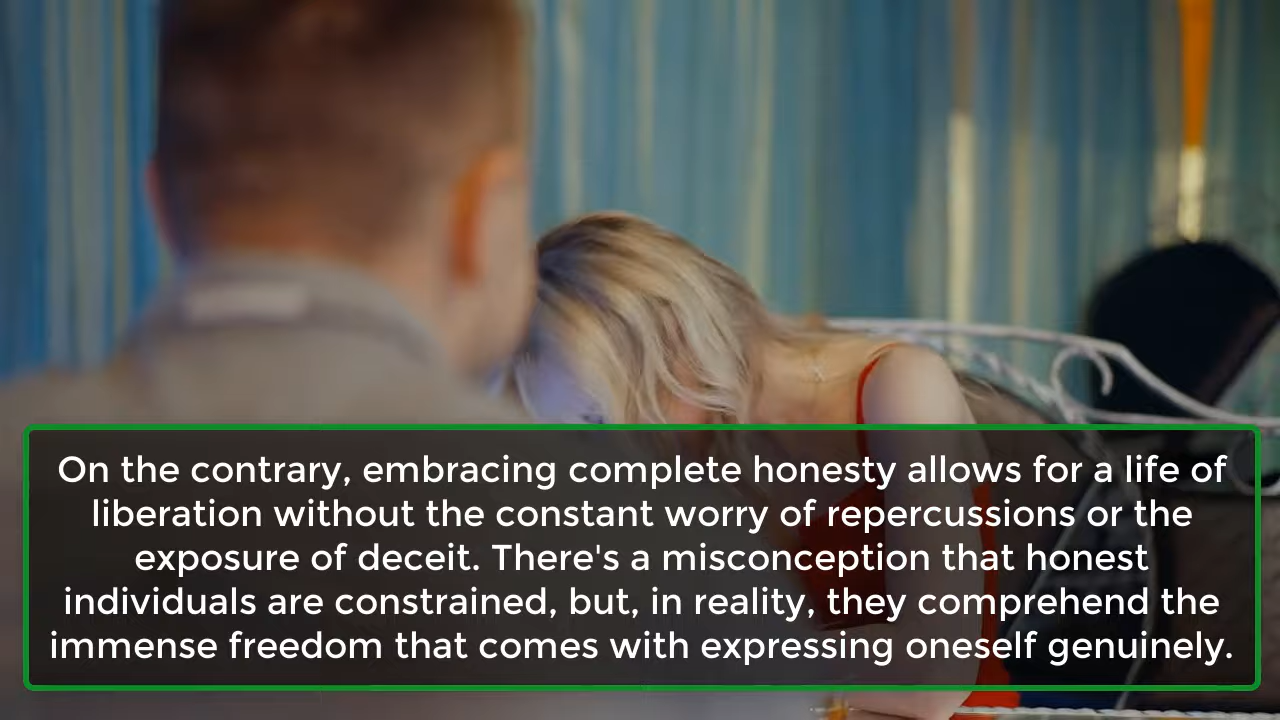 On the contrary, embracing complete honesty allows for a life of
liberation without the constant worry of repercussions or the
exposure of deceit. There's a misconception that honest
individuals are constrained, but, in reality, they comprehend the
immense freedom that comes with expressing oneself genuinely.